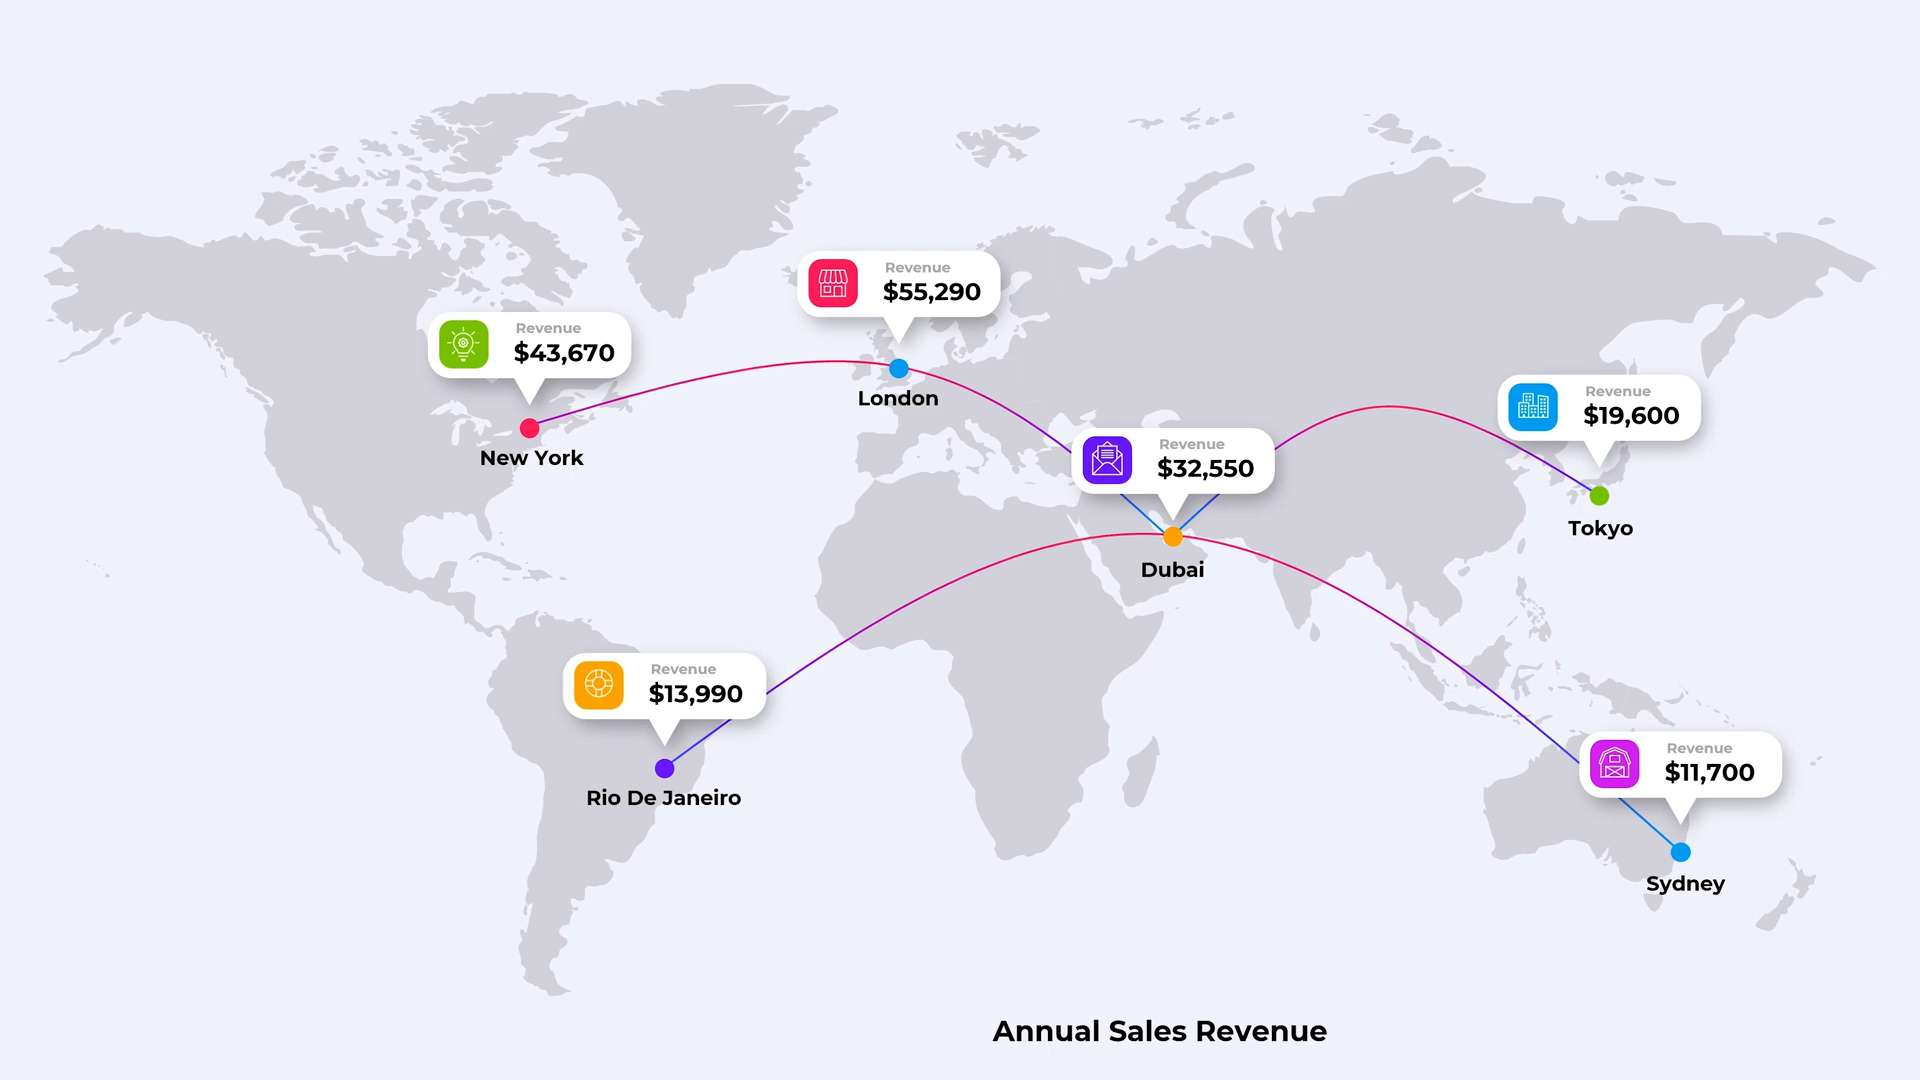 Revenue
$55,290
London
Revenue
$43,670
New York
Revenue
$19,600
Tokyo
Revenue
$32,550
Dubai
Revenue
$13,990
Rio De Janeiro
Revenue
$11,700
Sydney
Annual Sales Revenue